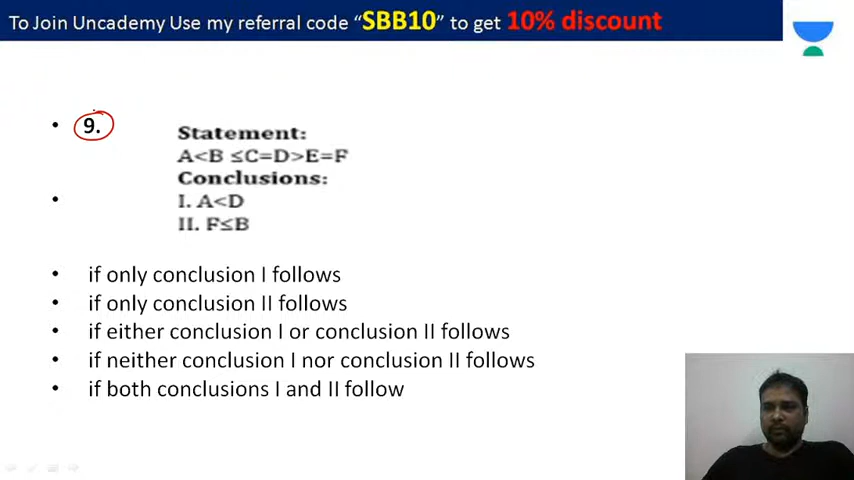 To Join Uncademy Use my referral code “SBB10” to get 10% discount
• 9.
Statement:
A<B ≤C=D>E=F
Conclusions:
• I. A<D
II. F≤B
• if only conclusion I follows
• if only conclusion II follows
• if either conclusion I or conclusion II follows
• if neither conclusion I nor conclusion II follows
• if both conclusions I and II follow